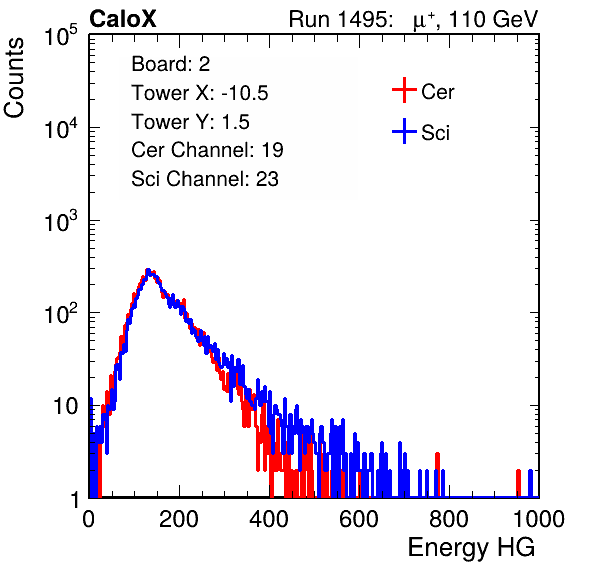 CaloX Run 1495: μ⁺, 110 GeV
Counts
10⁵
10⁴
10³
10²
10
1
Board: 2
Tower X: -10.5
Tower Y: 1.5
Cer Channel: 19
Sci Channel: 23
Cer
Sci
0 200 400 600 800 1000
Energy HG